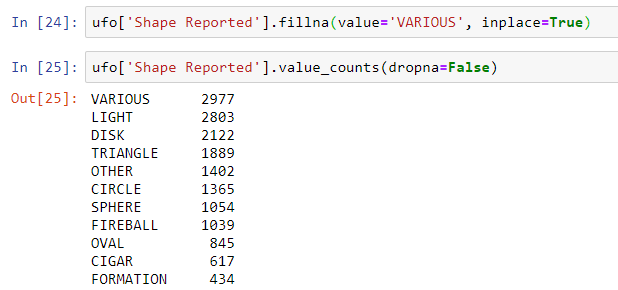 In [24]: ufo['Shape Reported'].fillna(value='VARIOUS', inplace=True)
In [25]: ufo['Shape Reported'].value_counts(dropna=False)
Out[25]: VARIOUS 2977
LIGHT 2803
DISK 2122
TRIANGLE 1889
OTHER 1402
CIRCLE 1365
SPHERE 1054
FIREBALL 1039
OVAL 845
CIGAR 617
FORMATION 434